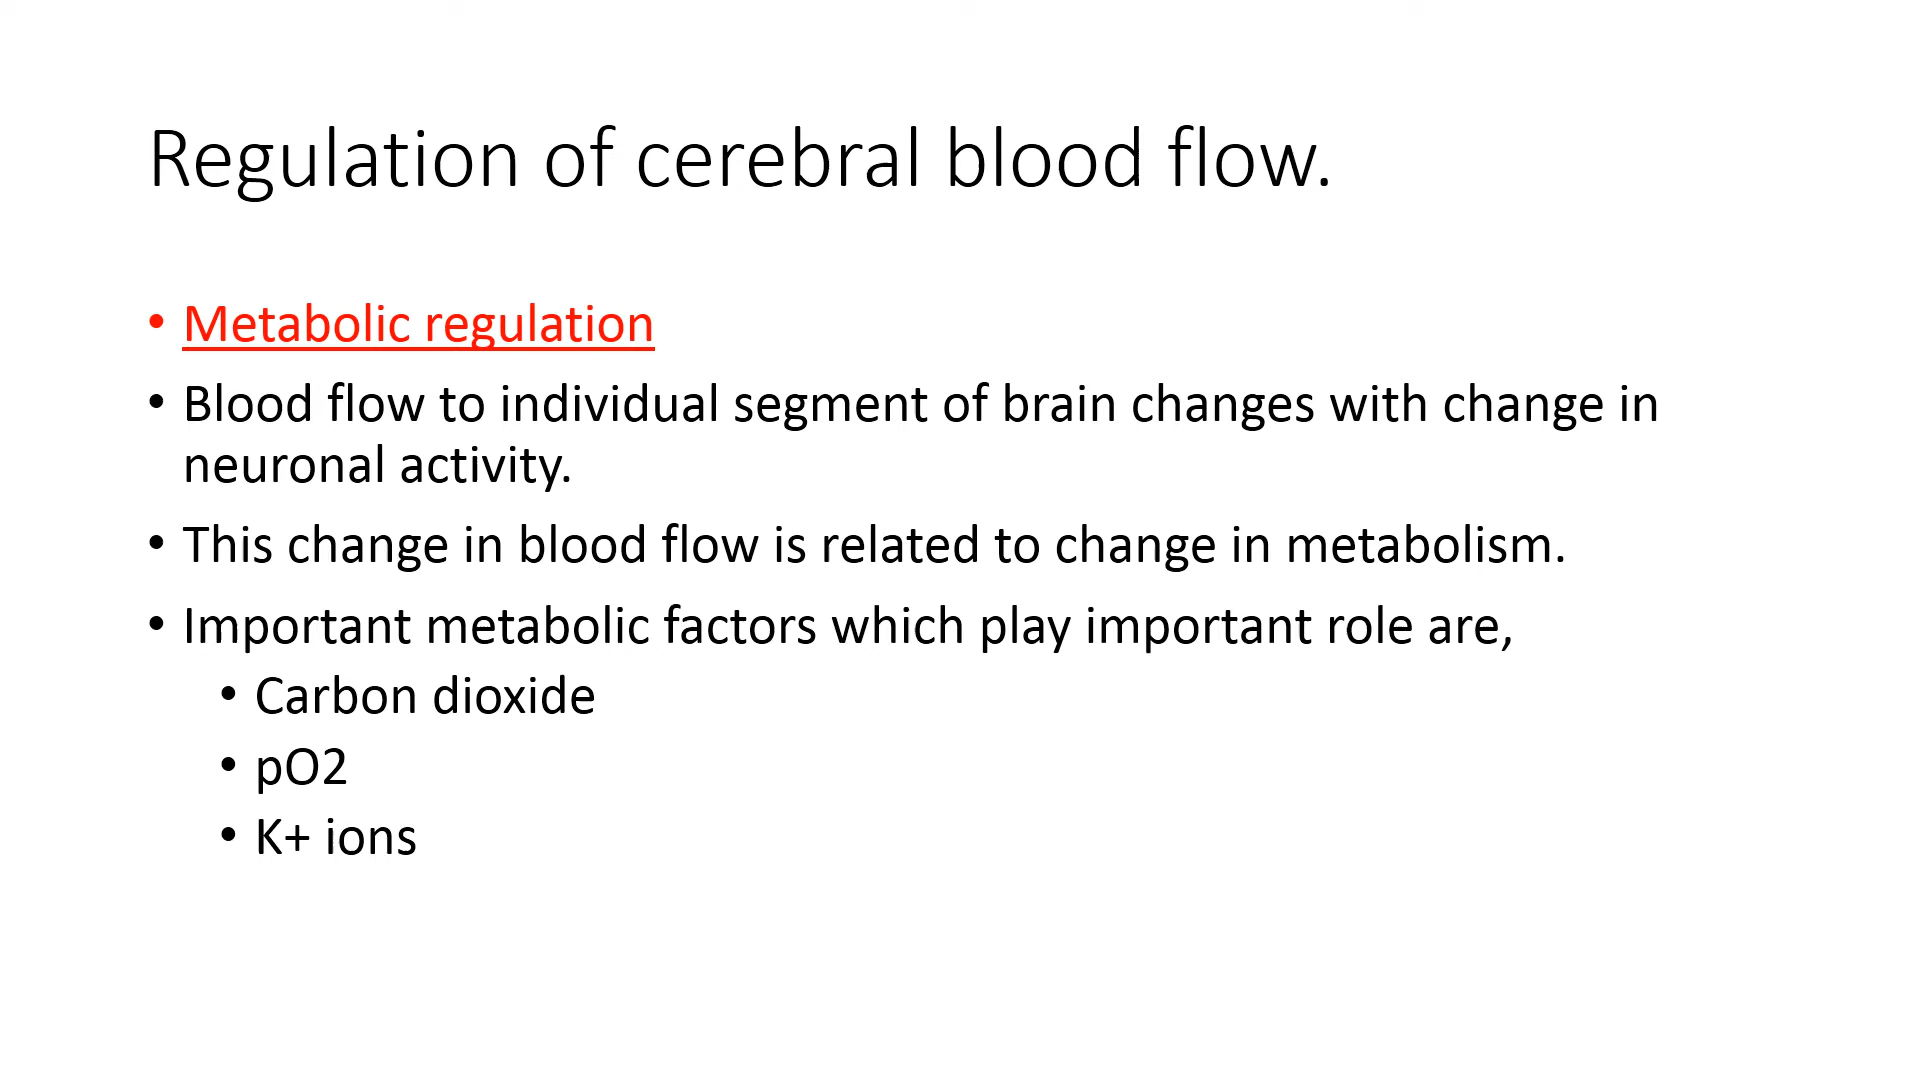 Regulation of cerebral blood flow.
• Metabolic regulation
• Blood flow to individual segment of brain changes with change in
neuronal activity.
• This change in blood flow is related to change in metabolism.
• Important metabolic factors which play important role are,
• Carbon dioxide
• pO2
• K+ ions